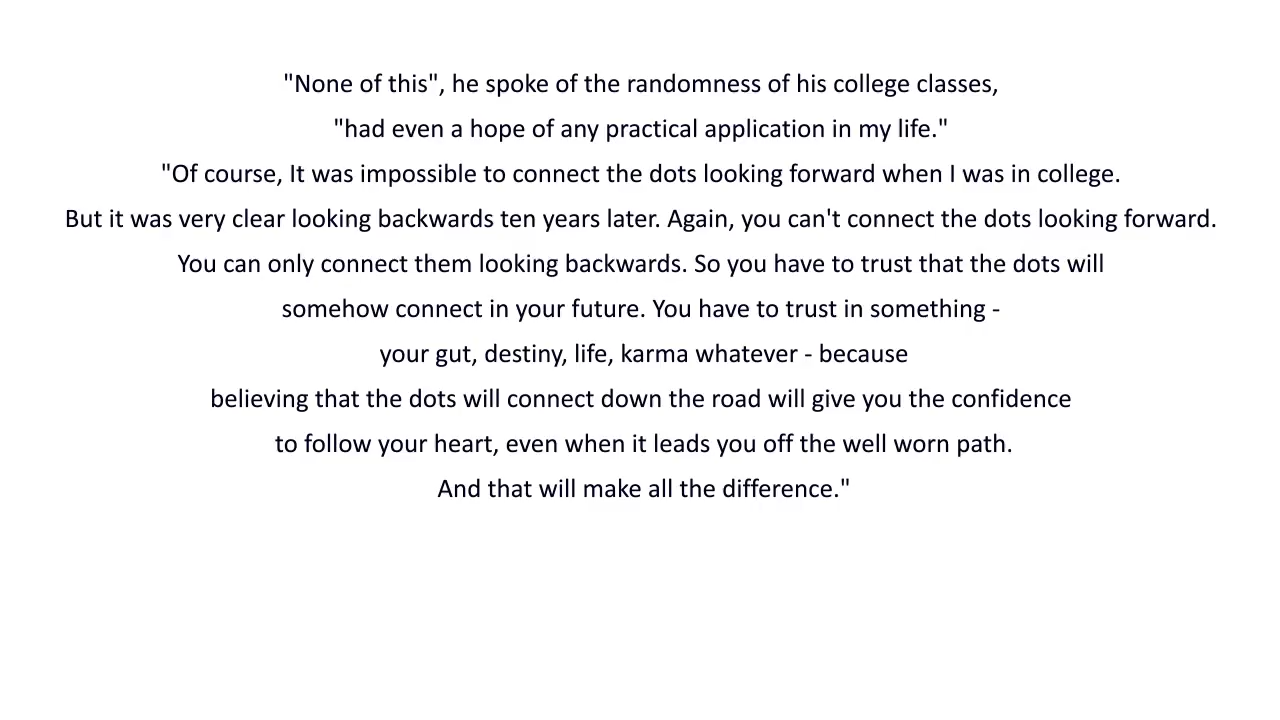 "None of this", he spoke of the randomness of his college classes,
"had even a hope of any practical application in my life."
"Of course, It was impossible to connect the dots looking forward when I was in college.
But it was very clear looking backwards ten years later. Again, you can't connect the dots looking forward.
You can only connect them looking backwards. So you have to trust that the dots will
somehow connect in your future. You have to trust in something -
your gut, destiny, life, karma whatever - because
believing that the dots will connect down the road will give you the confidence
to follow your heart, even when it leads you off the well worn path.
And that will make all the difference."